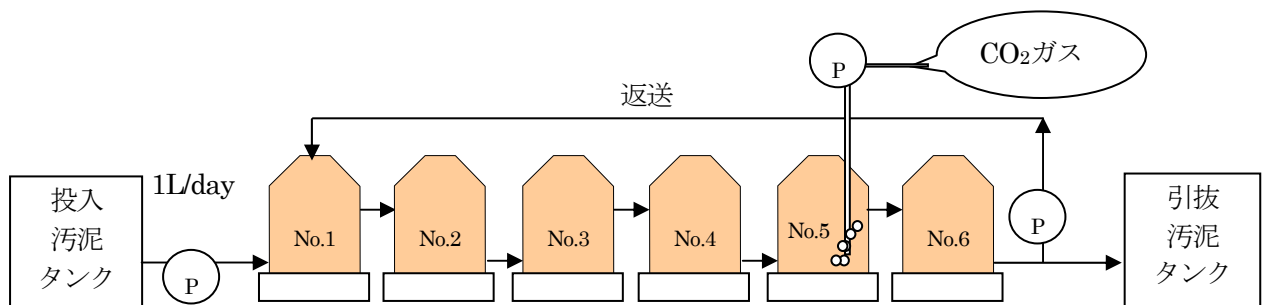 CO₂ガス
P
返送
1L/day
投入
汚泥
タンク
P
No.1
No.2
No.3
No.4
No.5
No.6
P
引抜
汚泥
タンク